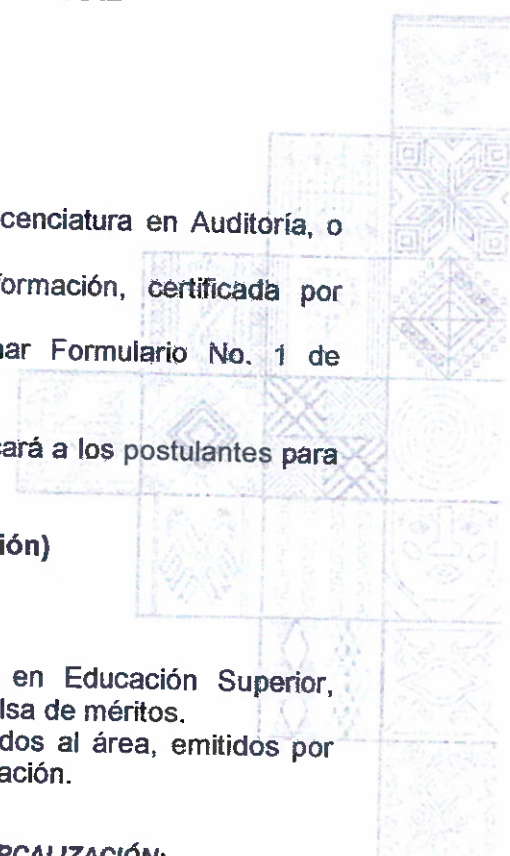 cenciatura en Auditoría, o
formación, certificada por
nar Formulario No. 1 de
cará a los postulantes para
ión)
en Educación Superior,
lsa de méritos.
dos al área, emitidos por
ación.
RCALIZACIÓN: